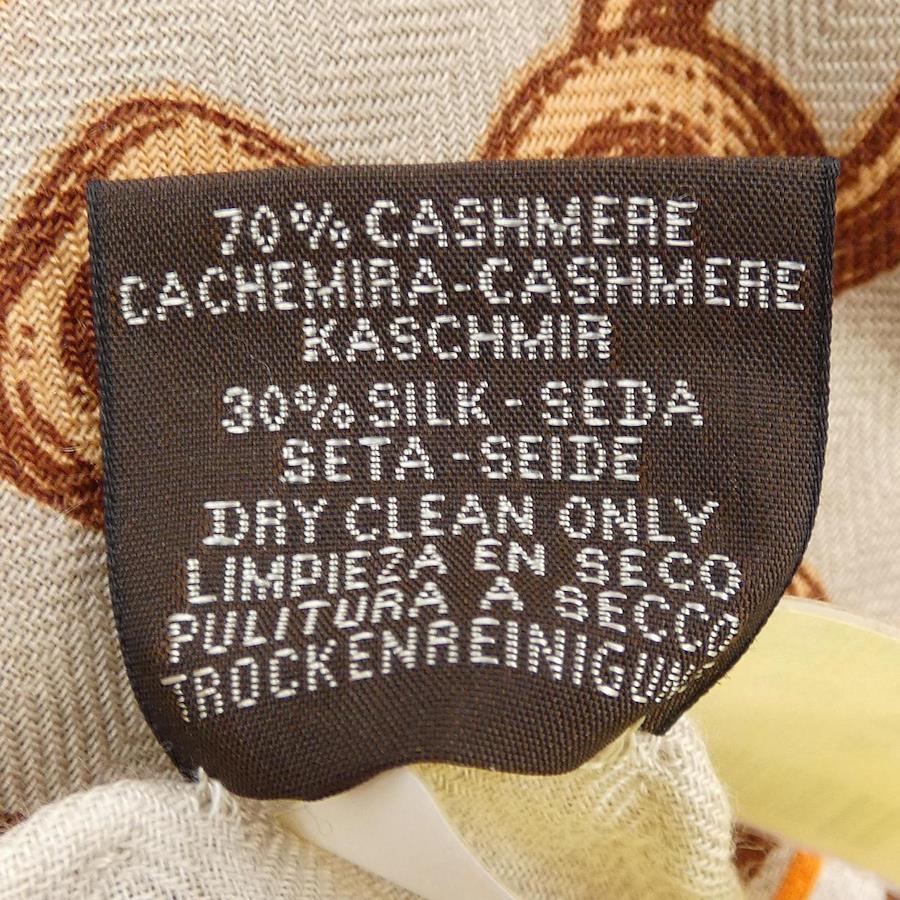 70% CASHMERE
CACHEMIRA-CASHMERE
KASCHMIR
30% SILK - SEDA
SETA - SEIDE
DRY CLEAN ONLY
LIMPIEZA EN SECO
PULITURA A SECCO
TROCKENREINIGUNG